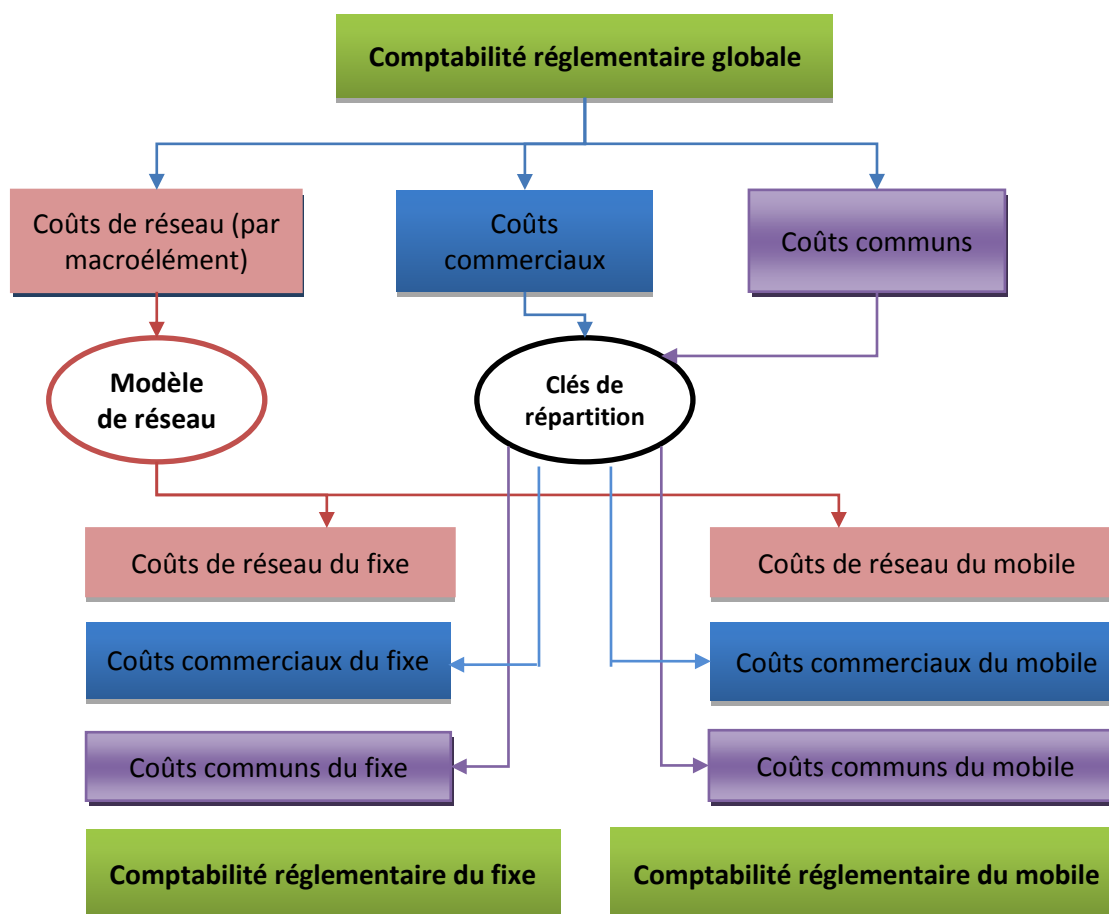 Comptabilité réglementaire globale
Coûts de réseau (par
macroélément)
Coûts
commerciaux
Coûts communs
Modèle
de réseau
Clés de
répartition
Coûts de réseau du fixe
Coûts de réseau du mobile
Coûts commerciaux du fixe
Coûts commerciaux du mobile
Coûts communs du fixe
Coûts communs du mobile
Comptabilité réglementaire du fixe
Comptabilité réglementaire du mobile